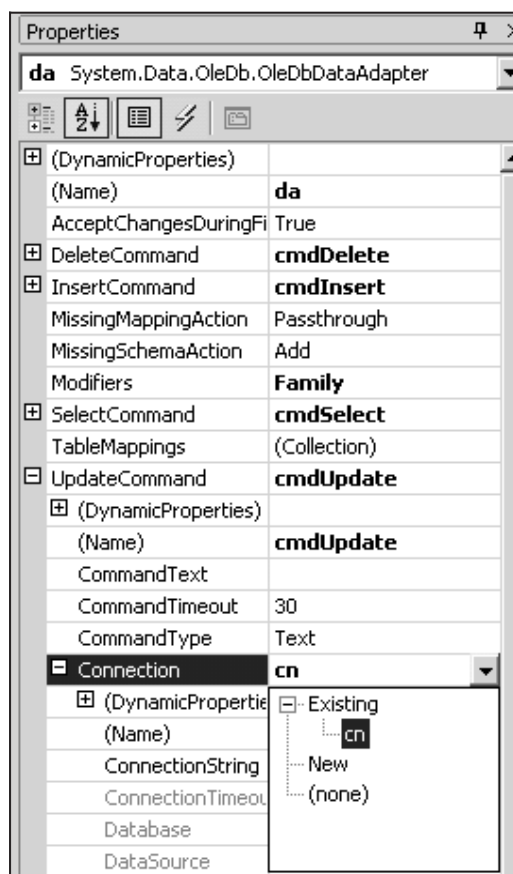 Properties
da System.Data.OleDb.OleDbDataAdapter
(DynamicProperties)
(Name) da
AcceptChangesDuringFi True
DeleteCommand cmdDelete
InsertCommand cmdInsert
MissingMappingAction Passthrough
MissingSchemaAction Add
Modifiers Family
SelectCommand cmdSelect
TableMappings (Collection)
UpdateCommand cmdUpdate
(DynamicProperties)
(Name) cmdUpdate
CommandText
CommandTimeout 30
CommandType Text
Connection cn
(DynamicPropertie Existing
(Name) cn
ConnectionString New
ConnectionTimeou (none)
Database
DataSource